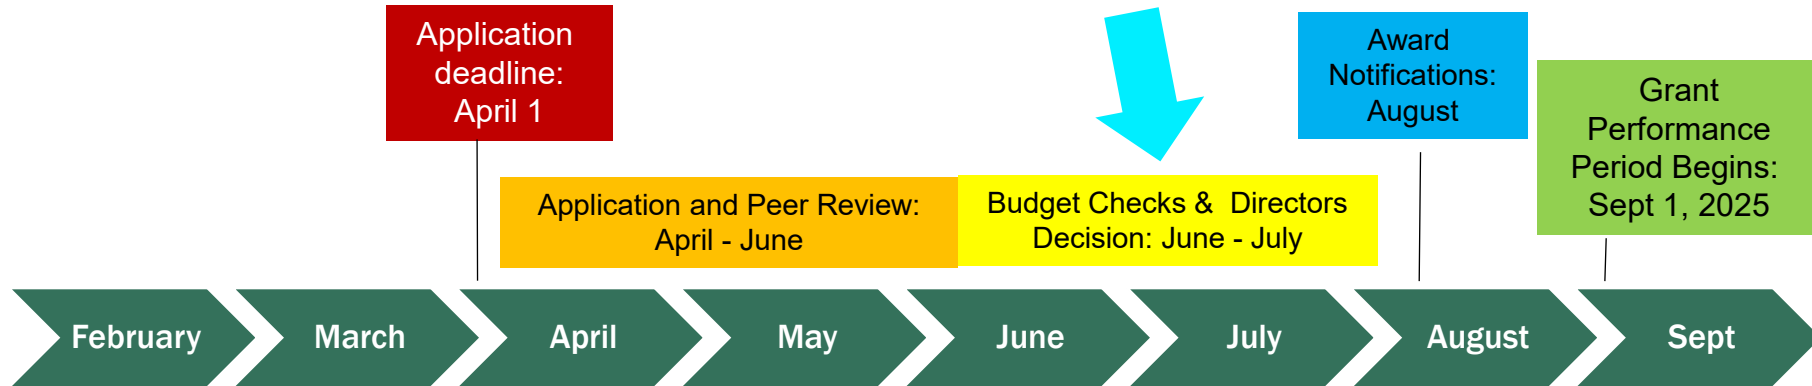 Application
deadline:
April 1
Award
Notifications:
August
Grant
Performance
Period Begins:
Sept 1, 2025
Application and Peer Review:
April - June
Budget Checks & Directors
Decision: June - July
February
March
April
May
June
July
August
Sept